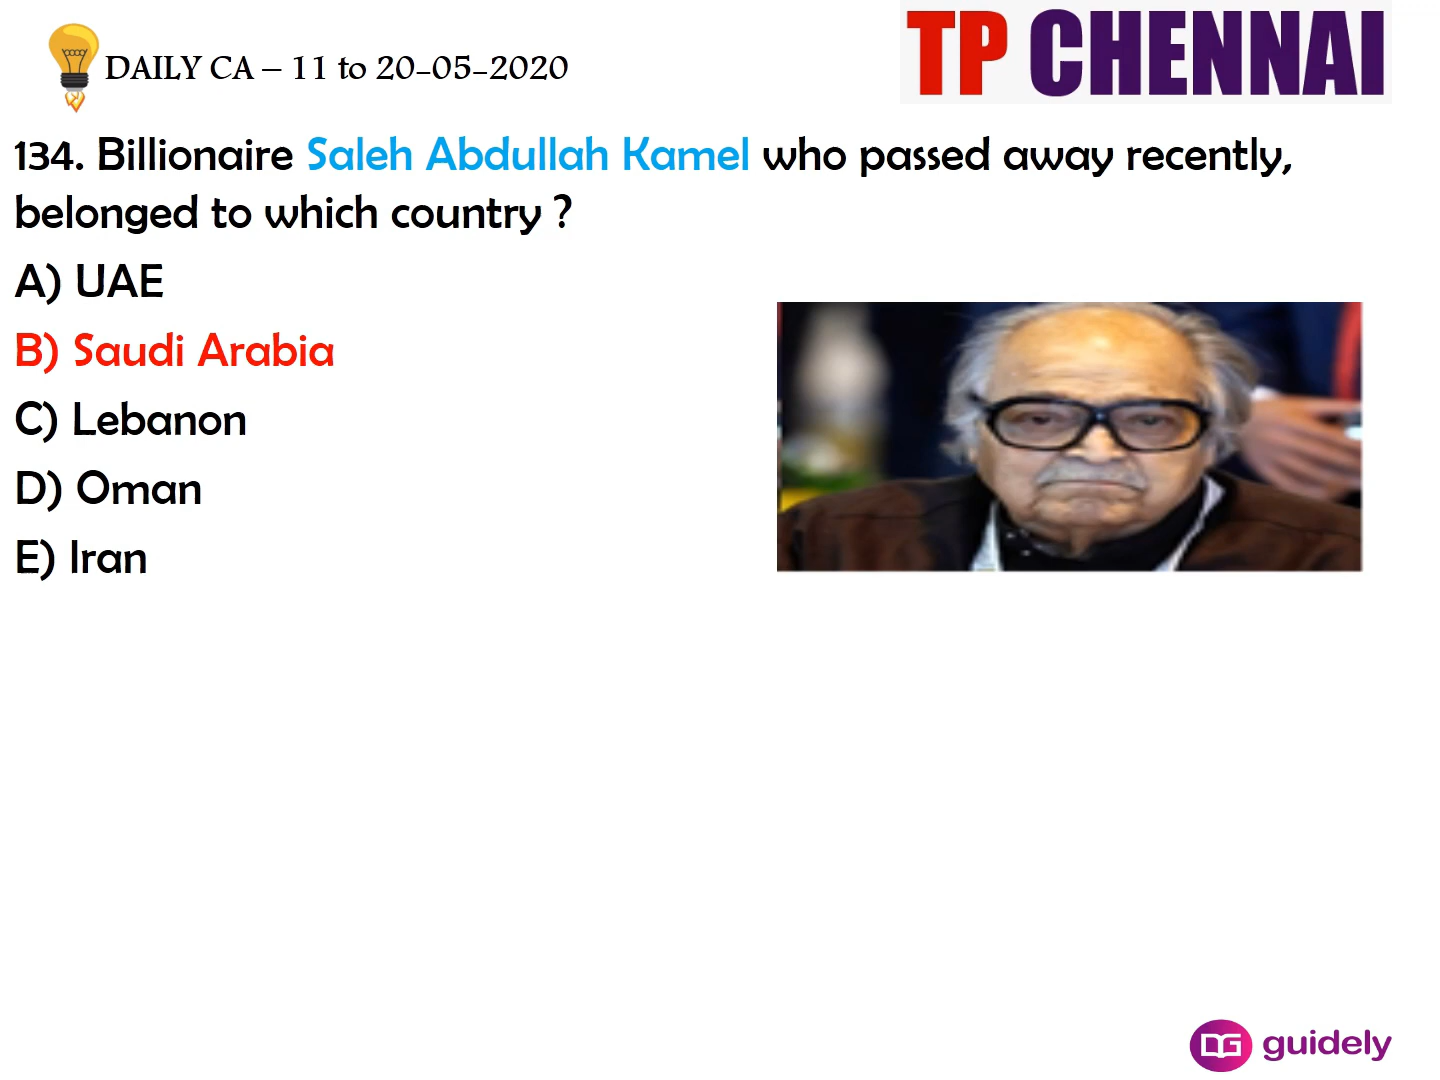 DAILY CA – 11 to 20-05-2020
TP CHENNAI
134. Billionaire Saleh Abdullah Kamel who passed away recently,
belonged to which country ?
A) UAE
B) Saudi Arabia
C) Lebanon
D) Oman
E) Iran
guidely